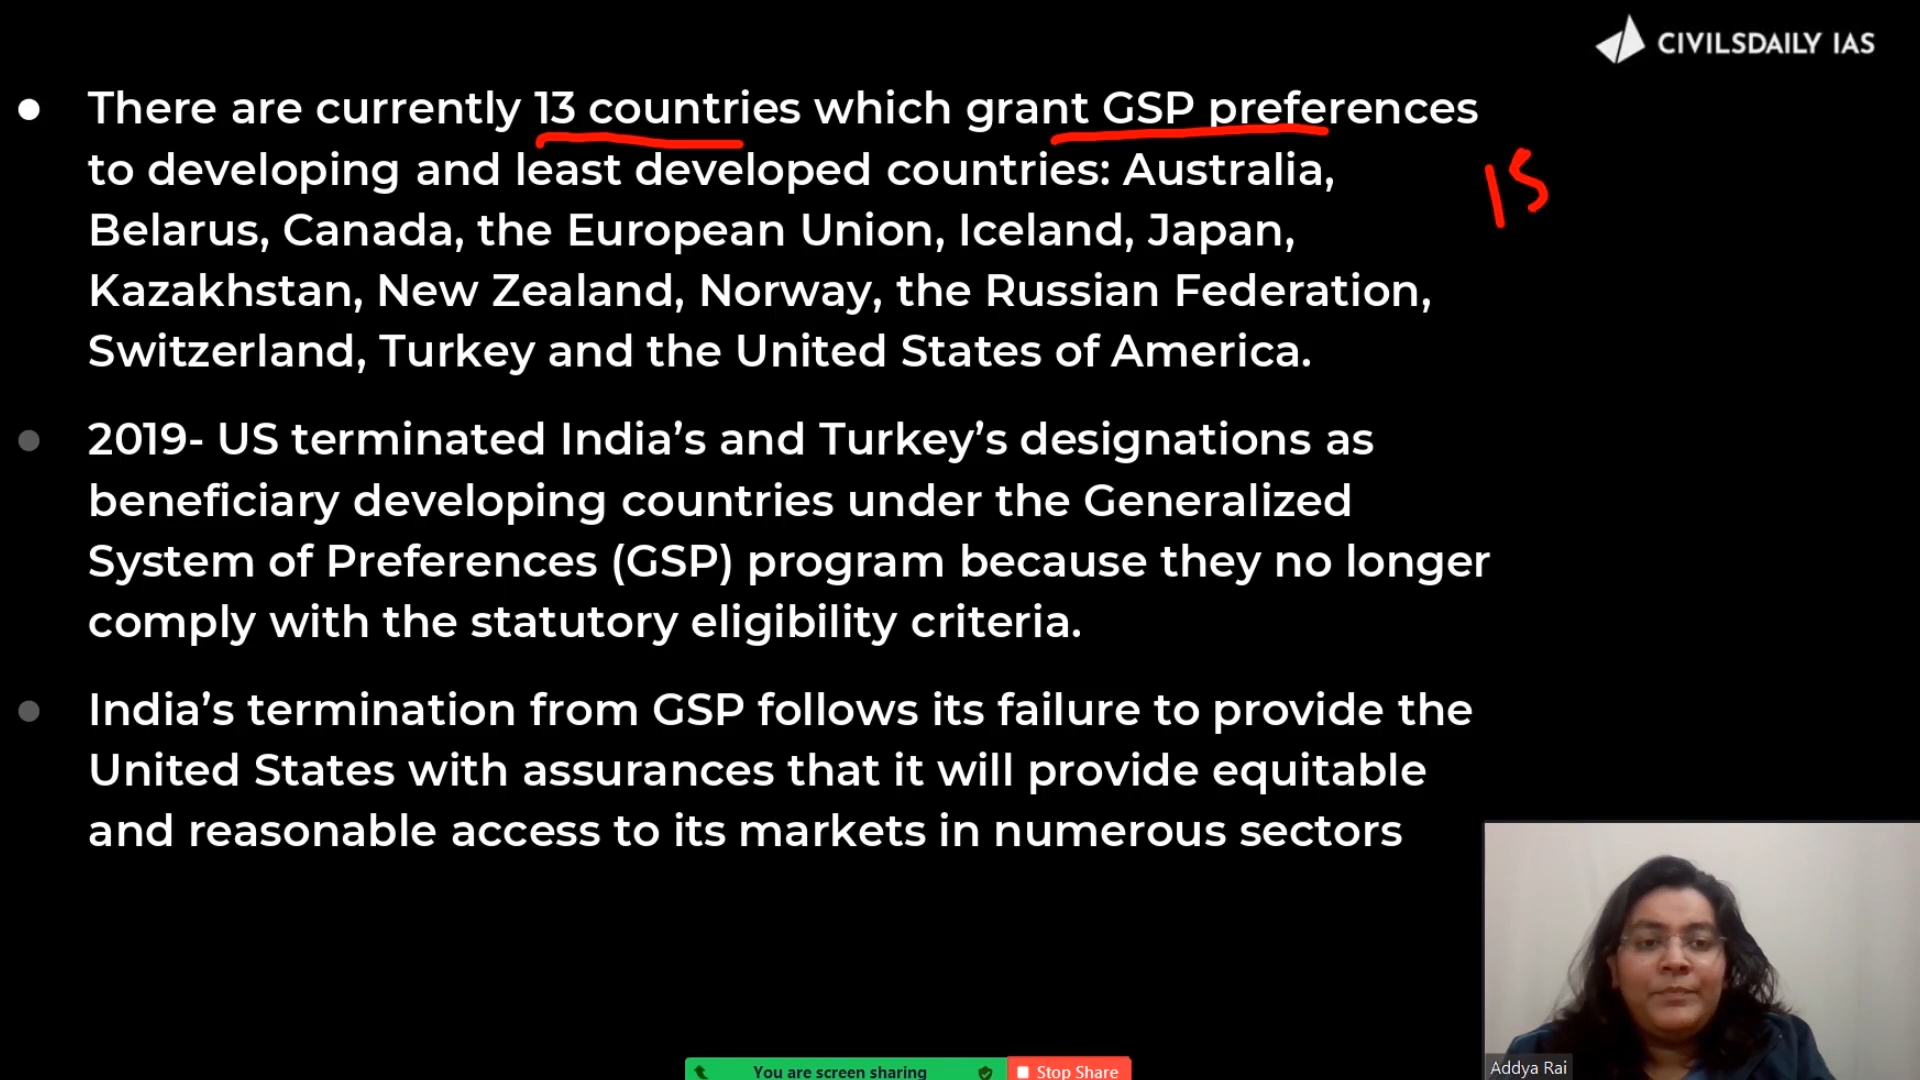 CIVILSDAILY IAS
There are currently 13 countries which grant GSP preferences
to developing and least developed countries: Australia,
Belarus, Canada, the European Union, Iceland, Japan,
Kazakhstan, New Zealand, Norway, the Russian Federation,
Switzerland, Turkey and the United States of America.
15
2019- US terminated India’s and Turkey’s designations as
beneficiary developing countries under the Generalized
System of Preferences (GSP) program because they no longer
comply with the statutory eligibility criteria.
India’s termination from GSP follows its failure to provide the
United States with assurances that it will provide equitable
and reasonable access to its markets in numerous sectors
Addya Rai
You are screen sharing
Stop Share